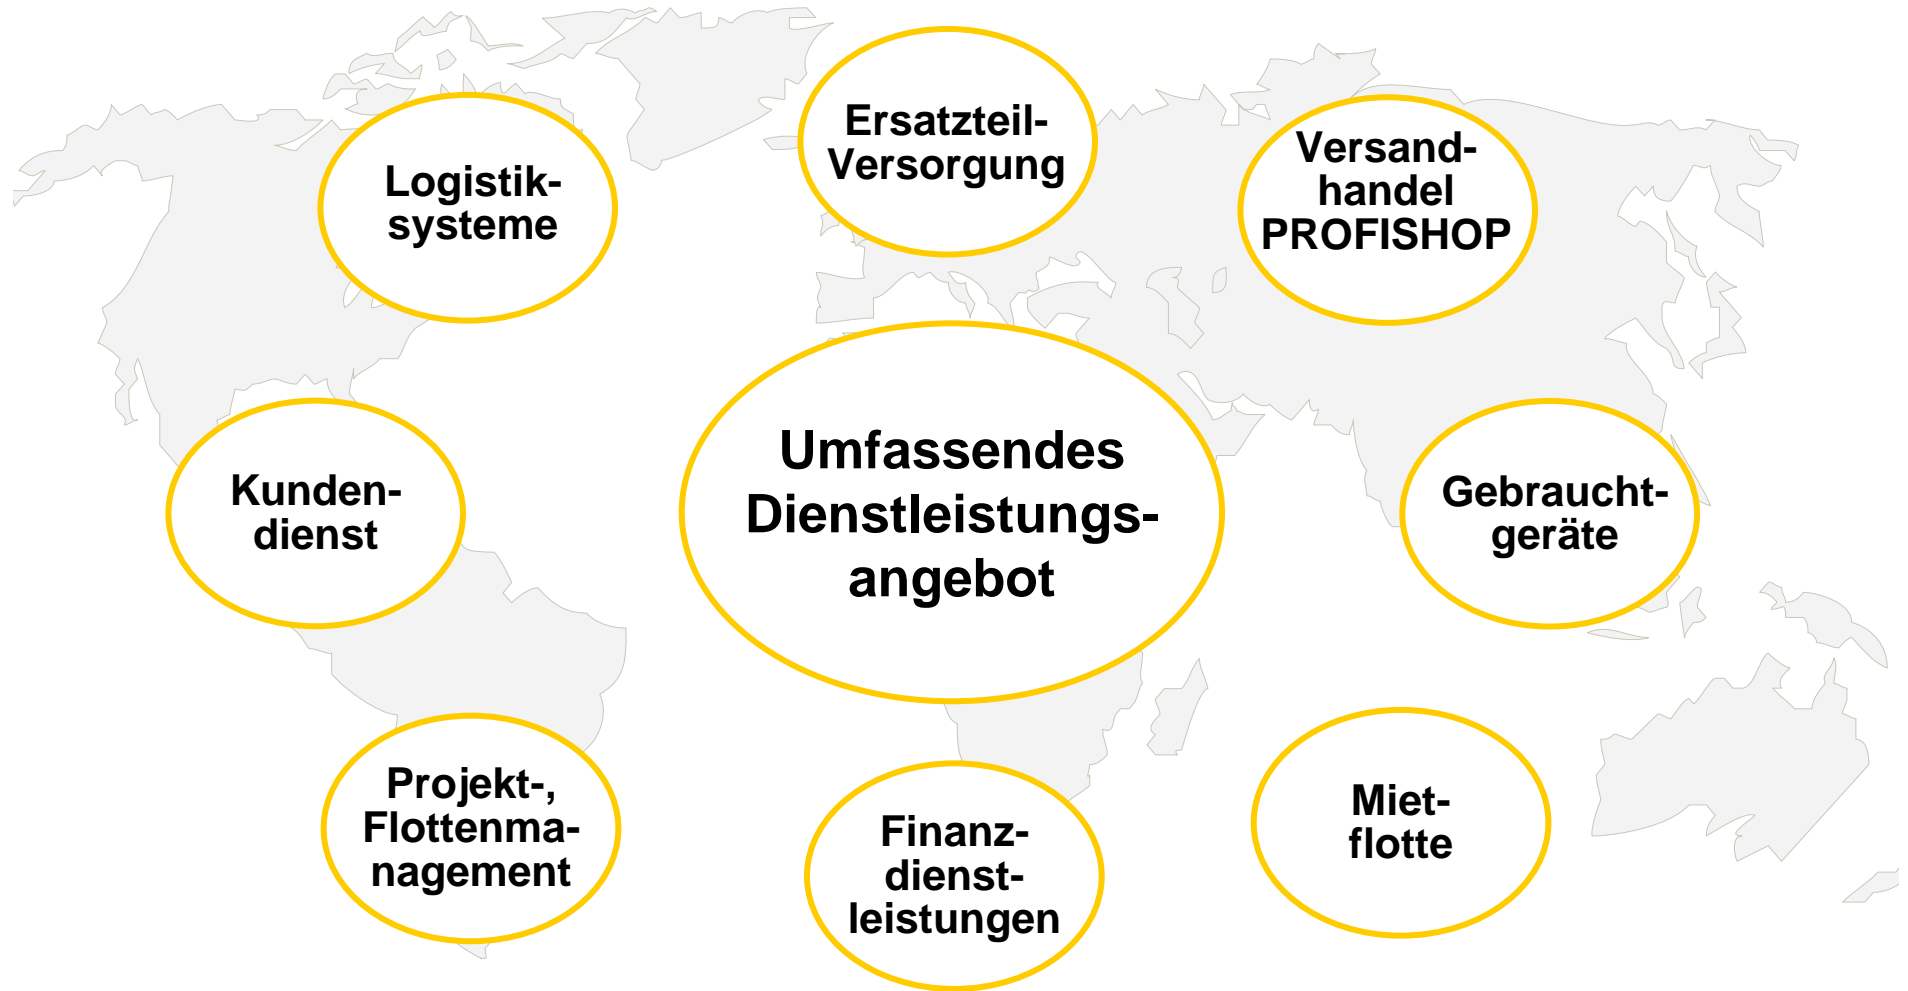 Ersatzteil-
Versorgung
Logistik-
systeme
Versand-
handel
PROFISHOP
Umfassendes
Dienstleistungs-
angebot
Kunden-
dienst
Gebraucht-
geräte
Projekt-,
Flottenma-
nagement
Finanz-
dienst-
leistungen
Miet-
flotte